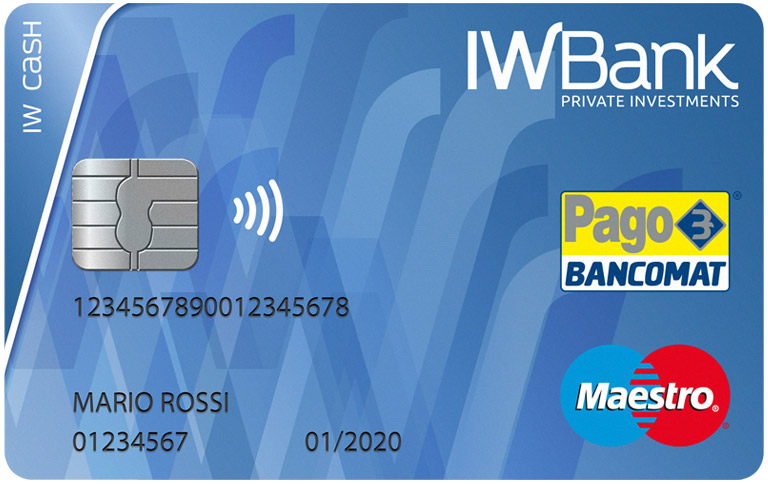 IW CASH
IWBank
PRIVATE INVESTMENTS
Pago
BANCOMAT
®
1234567890012345678
MARIO ROSSI
01234567 01/2020
Maestro®